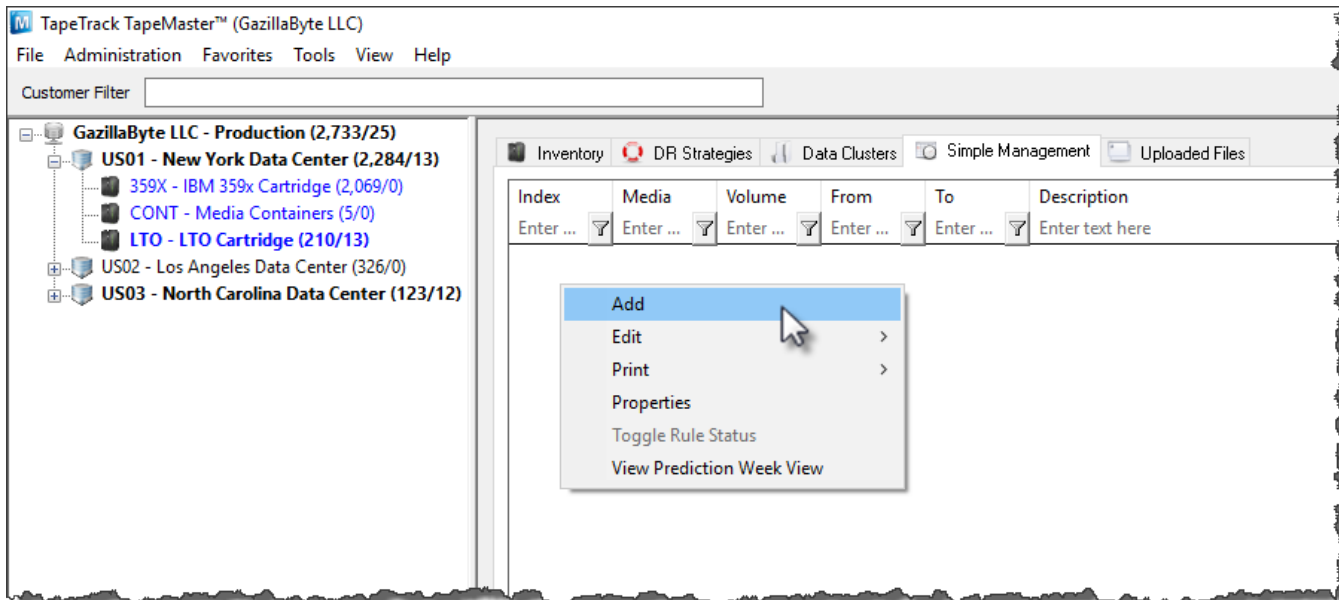 TapeTrack TapeMaster™ (GazillaByte LLC)
File Administration Favorites Tools View Help
Customer Filter
GazillaByte LLC - Production (2,733/25)
US01 - New York Data Center (2,284/13)
359X - IBM 359x Cartridge (2,069/0)
CONT - Media Containers (5/0)
LTO - LTO Cartridge (210/13)
US02 - Los Angeles Data Center (326/0)
US03 - North Carolina Data Center (123/12)
Inventory DR Strategies Data Clusters Simple Management Uploaded Files
Index Media Volume From To Description
Enter ... Enter ... Enter ... Enter ... Enter ... Enter text here
Add
Edit
Print
Properties
Toggle Rule Status
View Prediction Week View